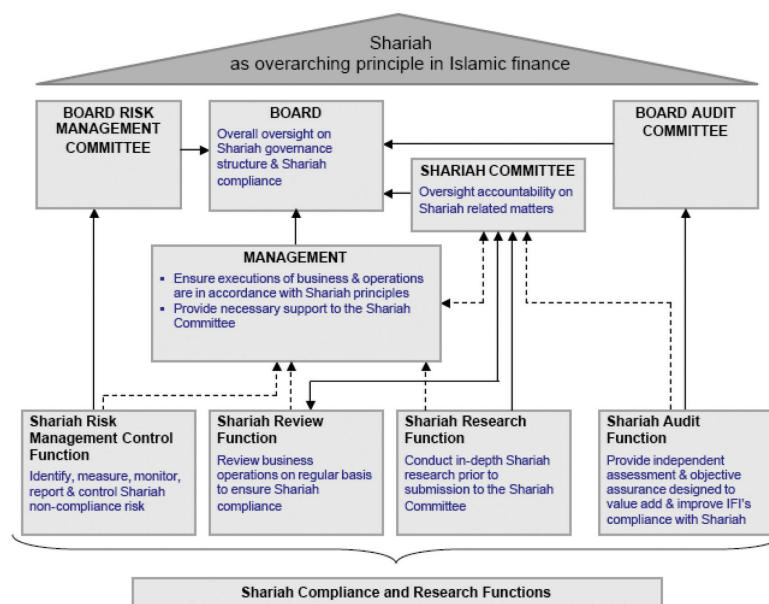 Shariah
as overarching principle in Islamic finance
BOARD RISK
MANAGEMENT
COMMITTEE
BOARD
Overall oversight on
Shariah governance
structure & Shariah
compliance
BOARD AUDIT
COMMITTEE
SHARIAH COMMITTEE
Oversight accountability on
Shariah related matters
MANAGEMENT
▪ Ensure executions of business & operations
are in accordance with Shariah principles
▪ Provide necessary support to the Shariah
Committee
Shariah Risk
Management Control
Function
Identify, measure, monitor,
report & control Shariah
non-compliance risk
Shariah Review
Function
Review business
operations on regular basis
to ensure Shariah
compliance
Shariah Research
Function
Conduct in-depth Shariah
research prior to
submission to the Shariah
Committee
Shariah Audit
Function
Provide independent
assessment & objective
assurance designed to
value add & improve IFI's
compliance with Shariah
Shariah Compliance and Research Functions